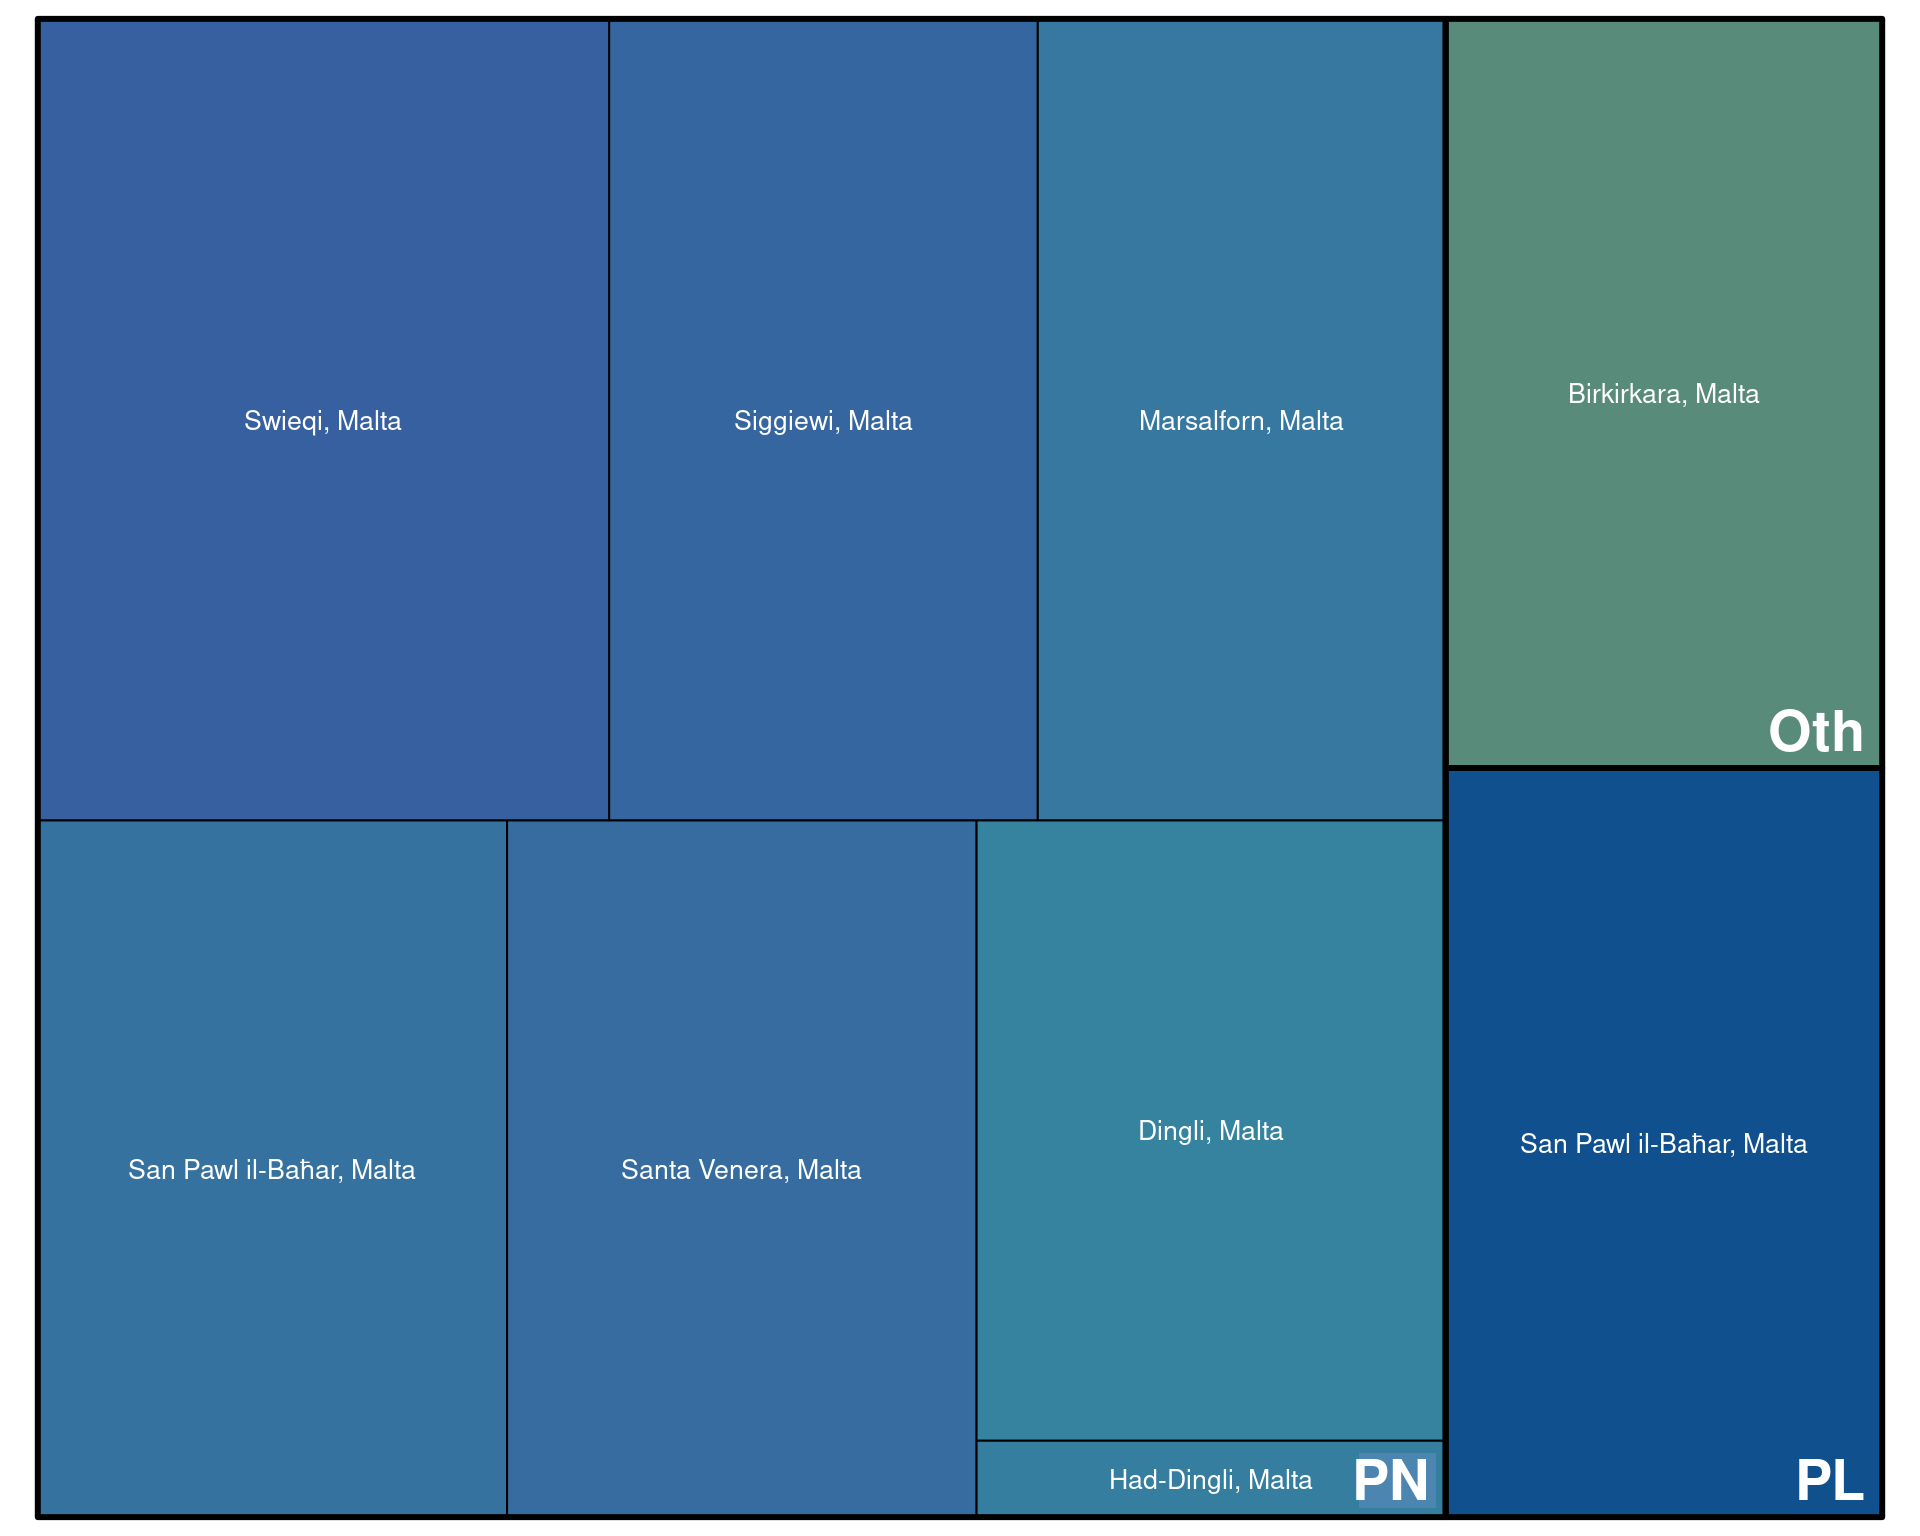 Swieqi, Malta
Siggiewi, Malta
Marsalforn, Malta
Birkirkara, Malta
Oth
San Pawl il-Baħar, Malta
Santa Venera, Malta
Dingli, Malta
Had-Dingli, Malta
PN
San Pawl il-Baħar, Malta
PL